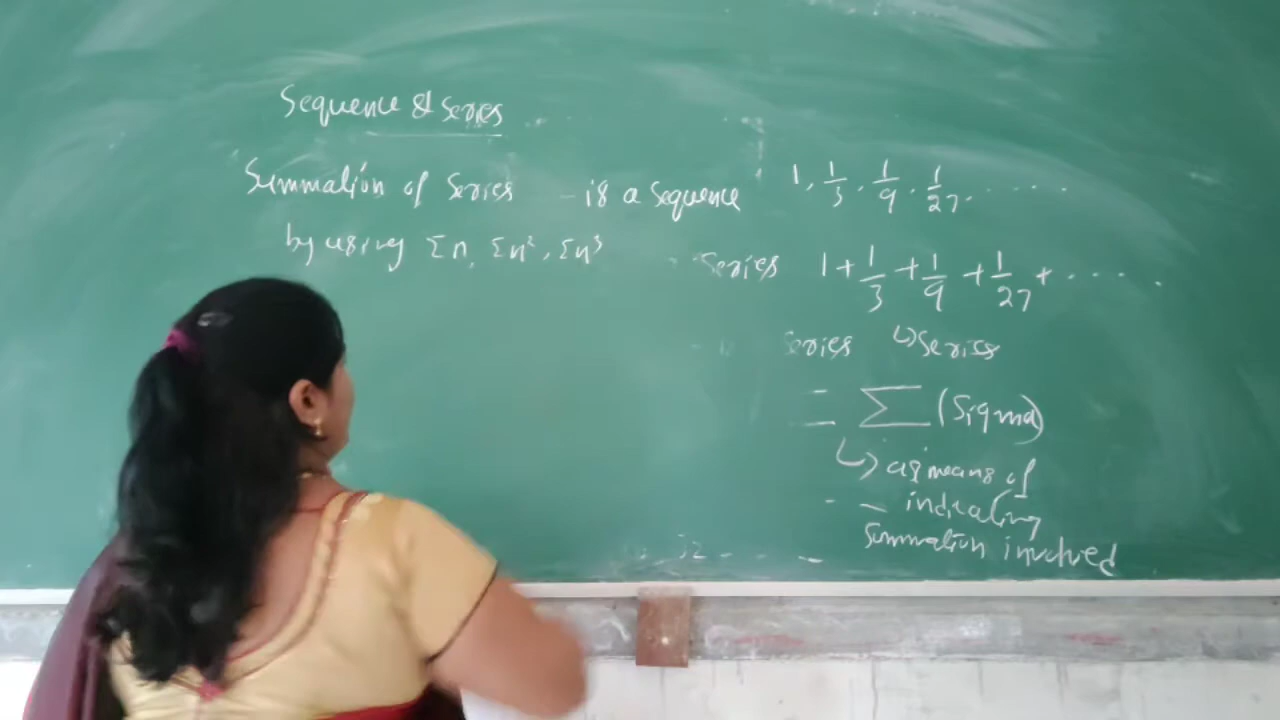 Sequence & Series
Summation of Series - is a Sequence 1, 1/3, 1/9, 1/27, ......
by using Σn, Σn², Σn³
Series 1 + 1/3 + 1/9 + 1/27 + .....
Series ↳ Series
= Σ (Sigma)
↳ as means of
indicating
summation involved